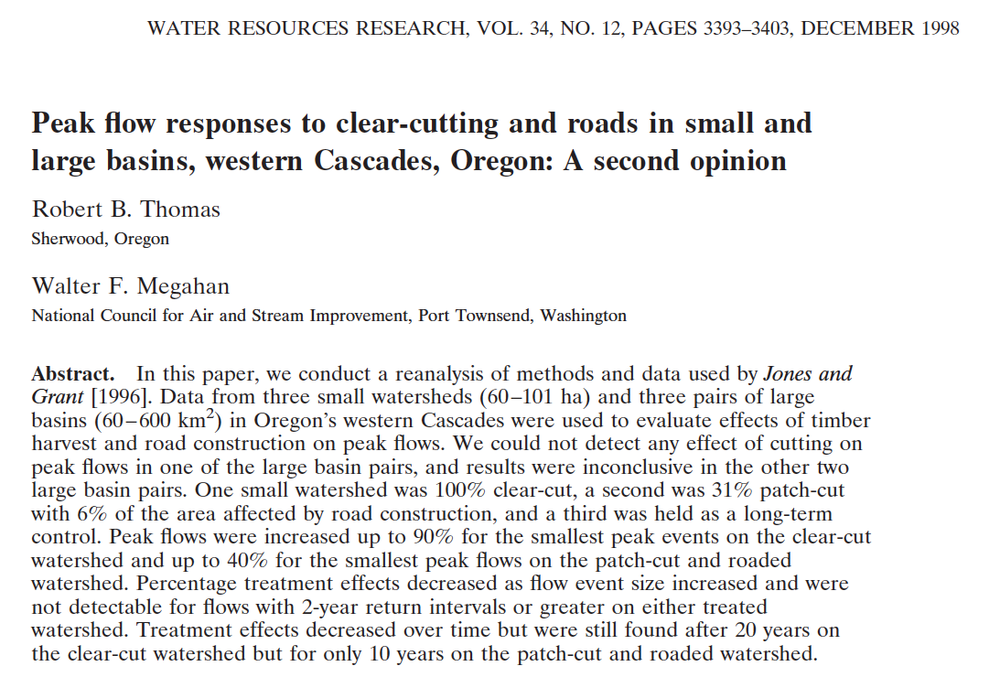 WATER RESOURCES RESEARCH, VOL. 34, NO. 12, PAGES 3393–3403, DECEMBER 1998
Peak flow responses to clear-cutting and roads in small and
large basins, western Cascades, Oregon: A second opinion
Robert B. Thomas
Sherwood, Oregon
Walter F. Megahan
National Council for Air and Stream Improvement, Port Townsend, Washington
Abstract. In this paper, we conduct a reanalysis of methods and data used by Jones and
Grant [1996]. Data from three small watersheds (60–101 ha) and three pairs of large
basins (60–600 km²) in Oregon's western Cascades were used to evaluate effects of timber
harvest and road construction on peak flows. We could not detect any effect of cutting on
peak flows in one of the large basin pairs, and results were inconclusive in the other two
large basin pairs. One small watershed was 100% clear-cut, a second was 31% patch-cut
with 6% of the area affected by road construction, and a third was held as a long-term
control. Peak flows were increased up to 90% for the smallest peak events on the clear-cut
watershed and up to 40% for the smallest peak flows on the patch-cut and roaded
watershed. Percentage treatment effects decreased as flow event size increased and were
not detectable for flows with 2-year return intervals or greater on either treated
watershed. Treatment effects decreased over time but were still found after 20 years on
the clear-cut watershed but for only 10 years on the patch-cut and roaded watershed.